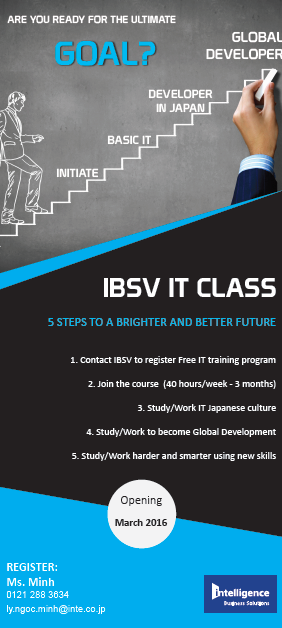 ARE YOU READY FOR THE ULTIMATE
GOAL?
GLOBAL
DEVELOPER
DEVELOPER
IN JAPAN
BASIC IT
INITIATE
IBSV IT CLASS
5 STEPS TO A BRIGHTER AND BETTER FUTURE
1. Contact IBSV to register Free IT training program
2. Join the course (40 hours/week - 3 months)
3. Study/Work IT Japanese culture
4. Study/Work to become Global Development
5. Study/Work harder and smarter using new skills
Opening
March 2016
REGISTER:
Ms. Minh
0121 288 3634
ly.ngoc.minh@inte.co.jp
Intelligence
Business Solutions